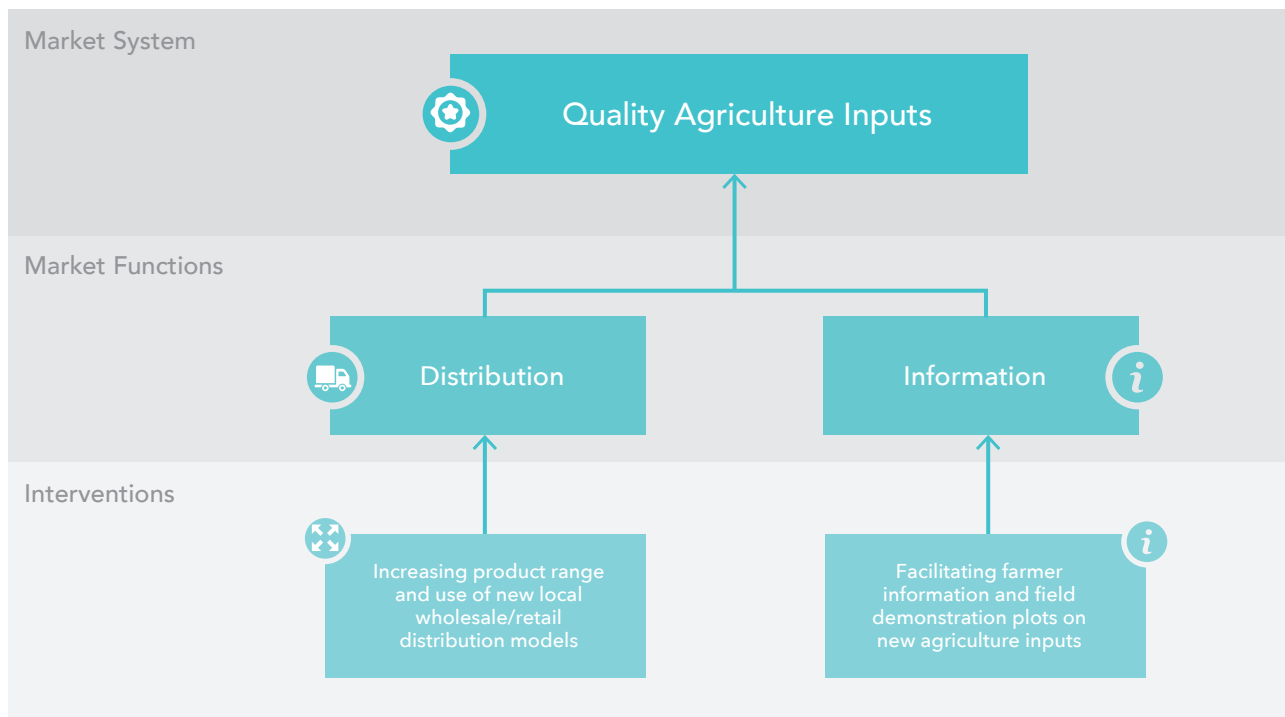 Market System
Quality Agriculture Inputs
Market Functions
Distribution
Information
Interventions
Increasing product range
and use of new local
wholesale/retail
distribution models
Facilitating farmer
information and field
demonstration plots on
new agriculture inputs